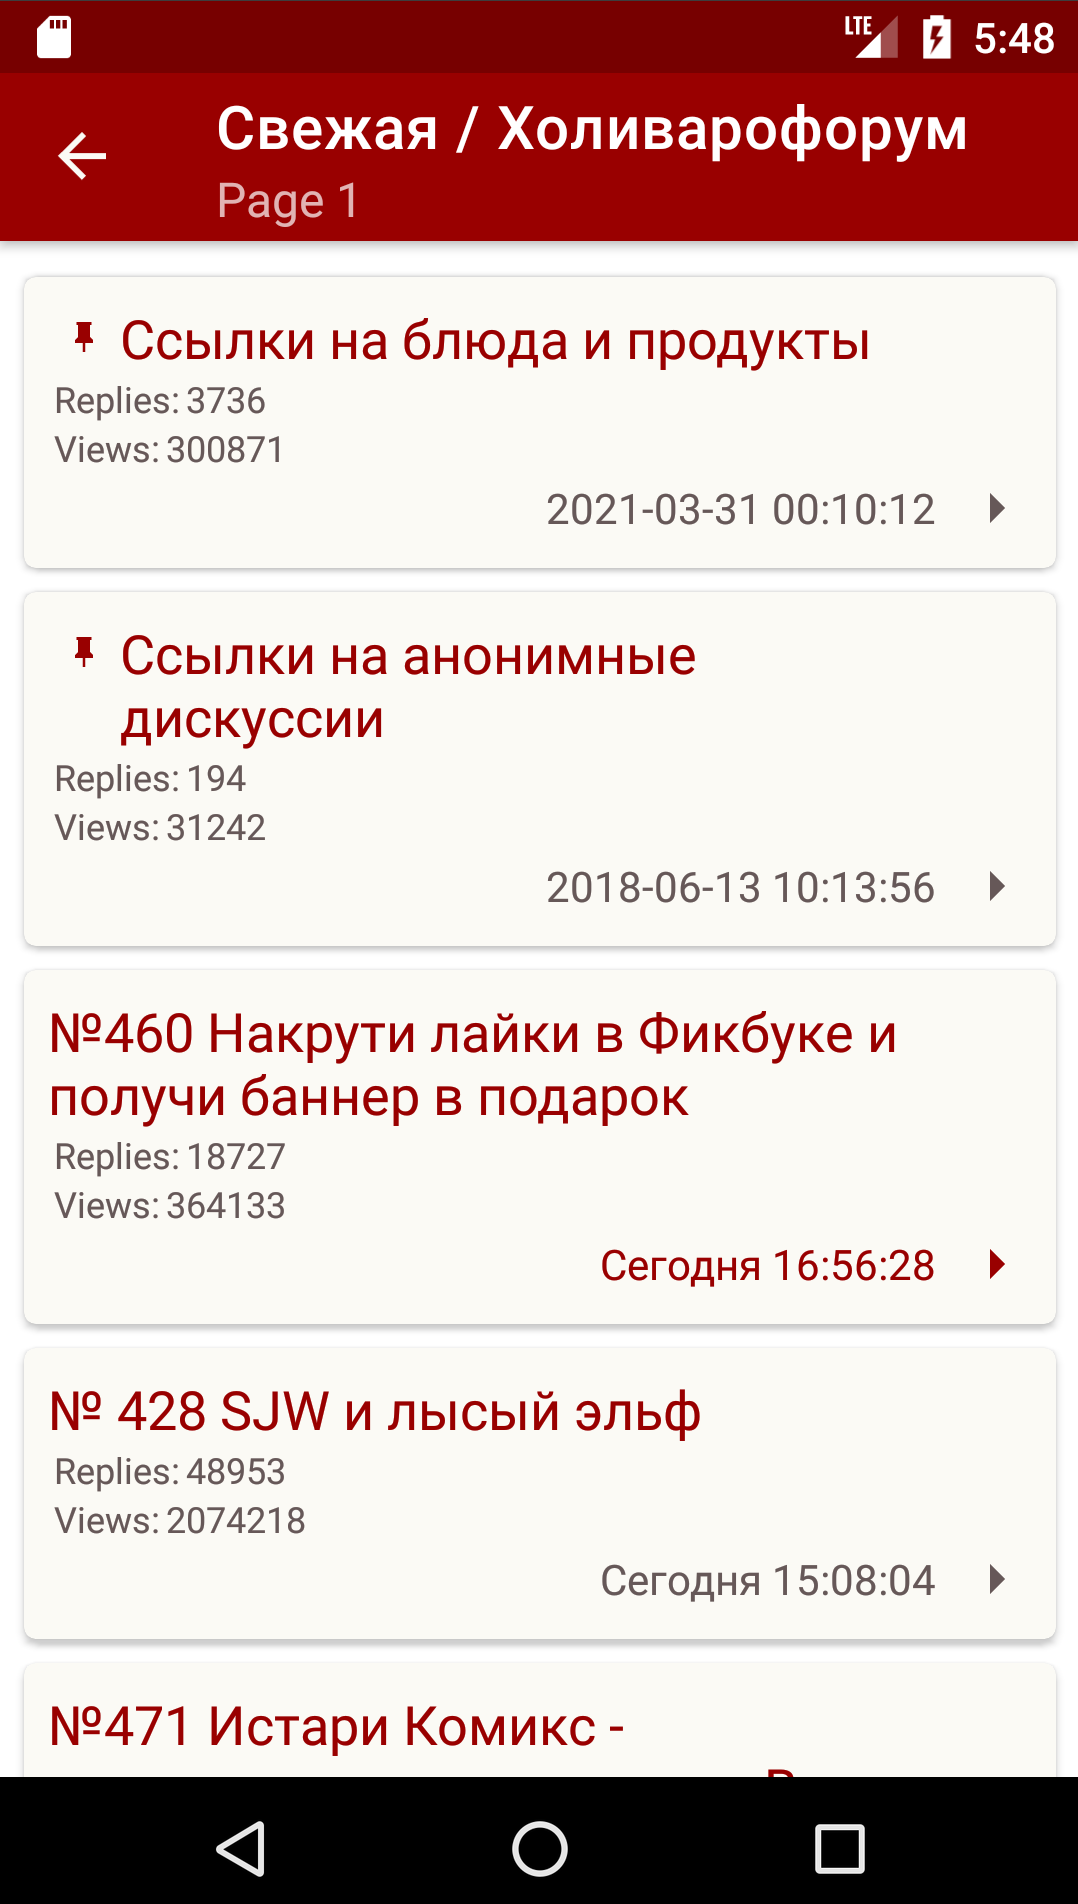 LTE 5:48
Свежая / Холиварофорум
Page 1
Ссылки на блюда и продукты
Replies: 3736
Views: 300871
2021-03-31 00:10:12
Ссылки на анонимные
дискуссии
Replies: 194
Views: 31242
2018-06-13 10:13:56
№460 Накрути лайки в Фикбуке и
получи баннер в подарок
Replies: 18727
Views: 364133
Сегодня 16:56:28
№ 428 SJW и лысый эльф
Replies: 48953
Views: 2074218
Сегодня 15:08:04
№471 Истари Комикс -